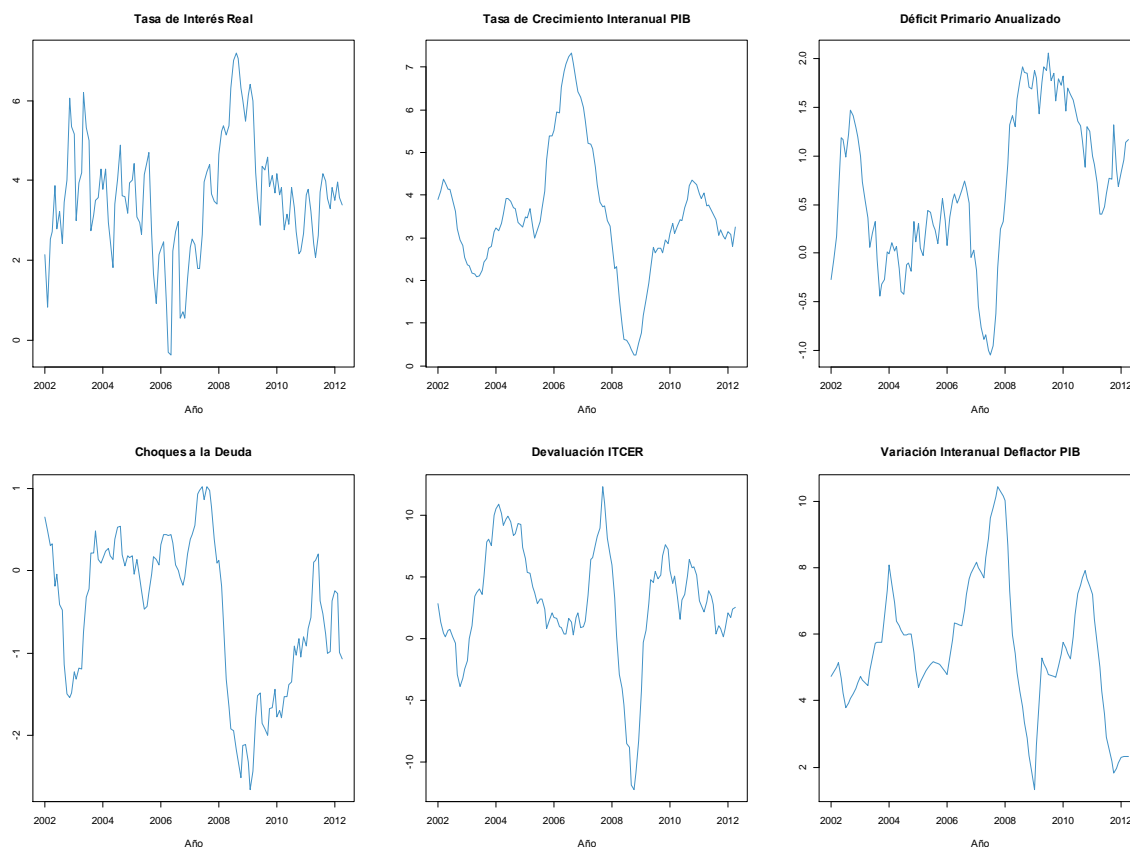 Tasa de Interés Real
0
2
4
6
2002 2004 2006 2008 2010 2012
Año
Tasa de Crecimiento Interanual PIB
0
1
2
3
4
5
6
7
2002 2004 2006 2008 2010 2012
Año
Déficit Primario Anualizado
-1.0
-0.5
0.0
0.5
1.0
1.5
2.0
2002 2004 2006 2008 2010 2012
Año
Choques a la Deuda
-2
-1
0
1
2002 2004 2006 2008 2010 2012
Año
Devaluación ITCER
-10
-5
0
5
10
2002 2004 2006 2008 2010 2012
Año
Variación Interanual Deflactor PIB
2
4
6
8
10
2002 2004 2006 2008 2010 2012
Año